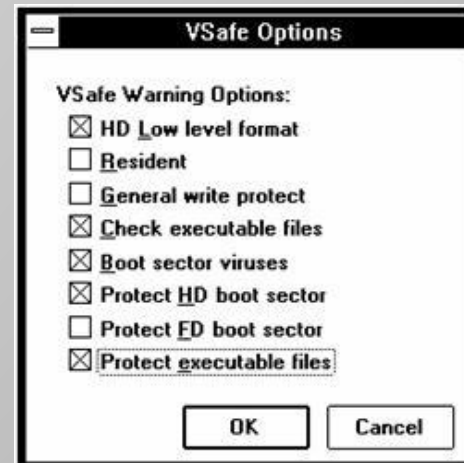 VSafe Options
VSafe Warning Options:
HD Low level format
Resident
General write protect
Check executable files
Boot sector viruses
Protect HD boot sector
Protect FD boot sector
Protect executable files
OK
Cancel